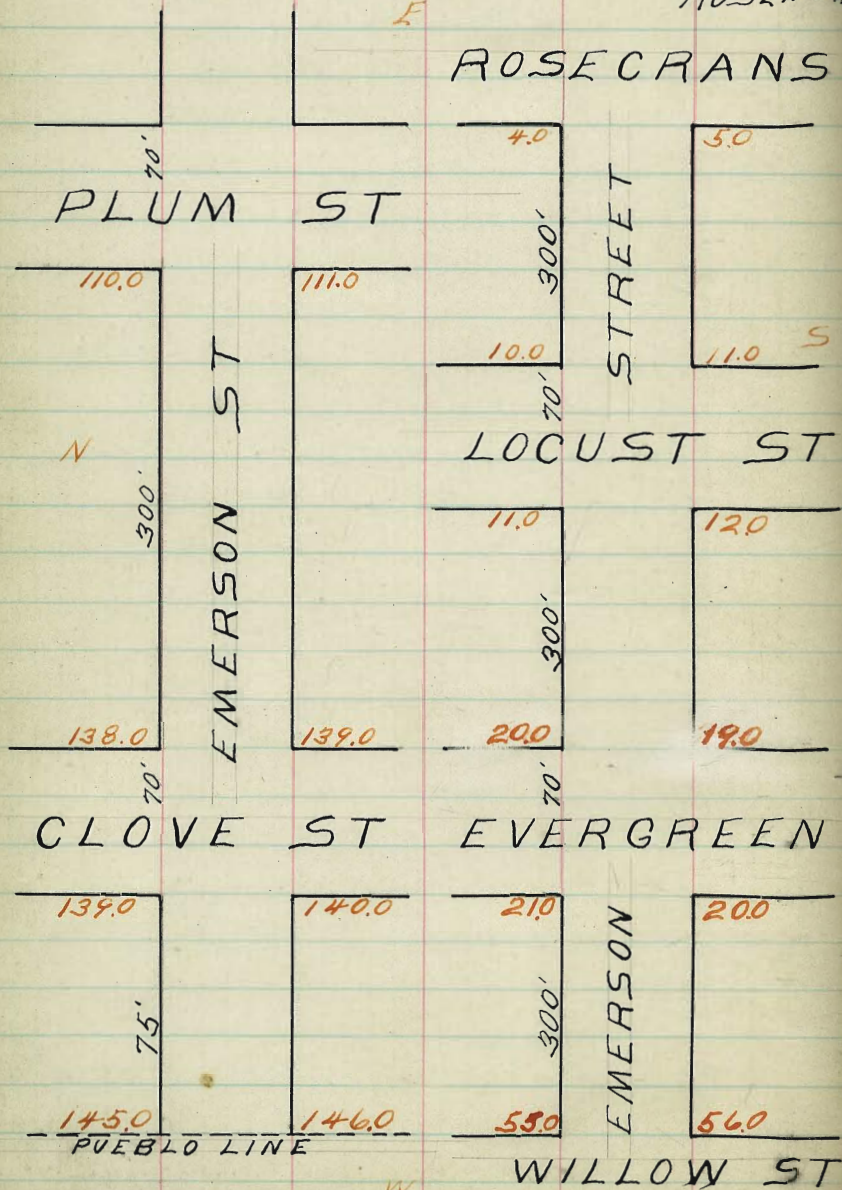 E
70'
PLUM ST
110.0 111.0
N
300'
EMERSON ST
138.0 139.0
70'
CLOVE ST
139.0 140.0
75'
145.0 146.0
PUEBLO LINE
W
ROSECRANS
4.0 5.0
300'
STREET
S
10.0 11.0
70'
LOCUST ST
11.0 12.0
300'
20.0 19.0
70'
EVERGREEN
21.0 20.0
300'
EMERSON
55.0 56.0
WILLOW ST